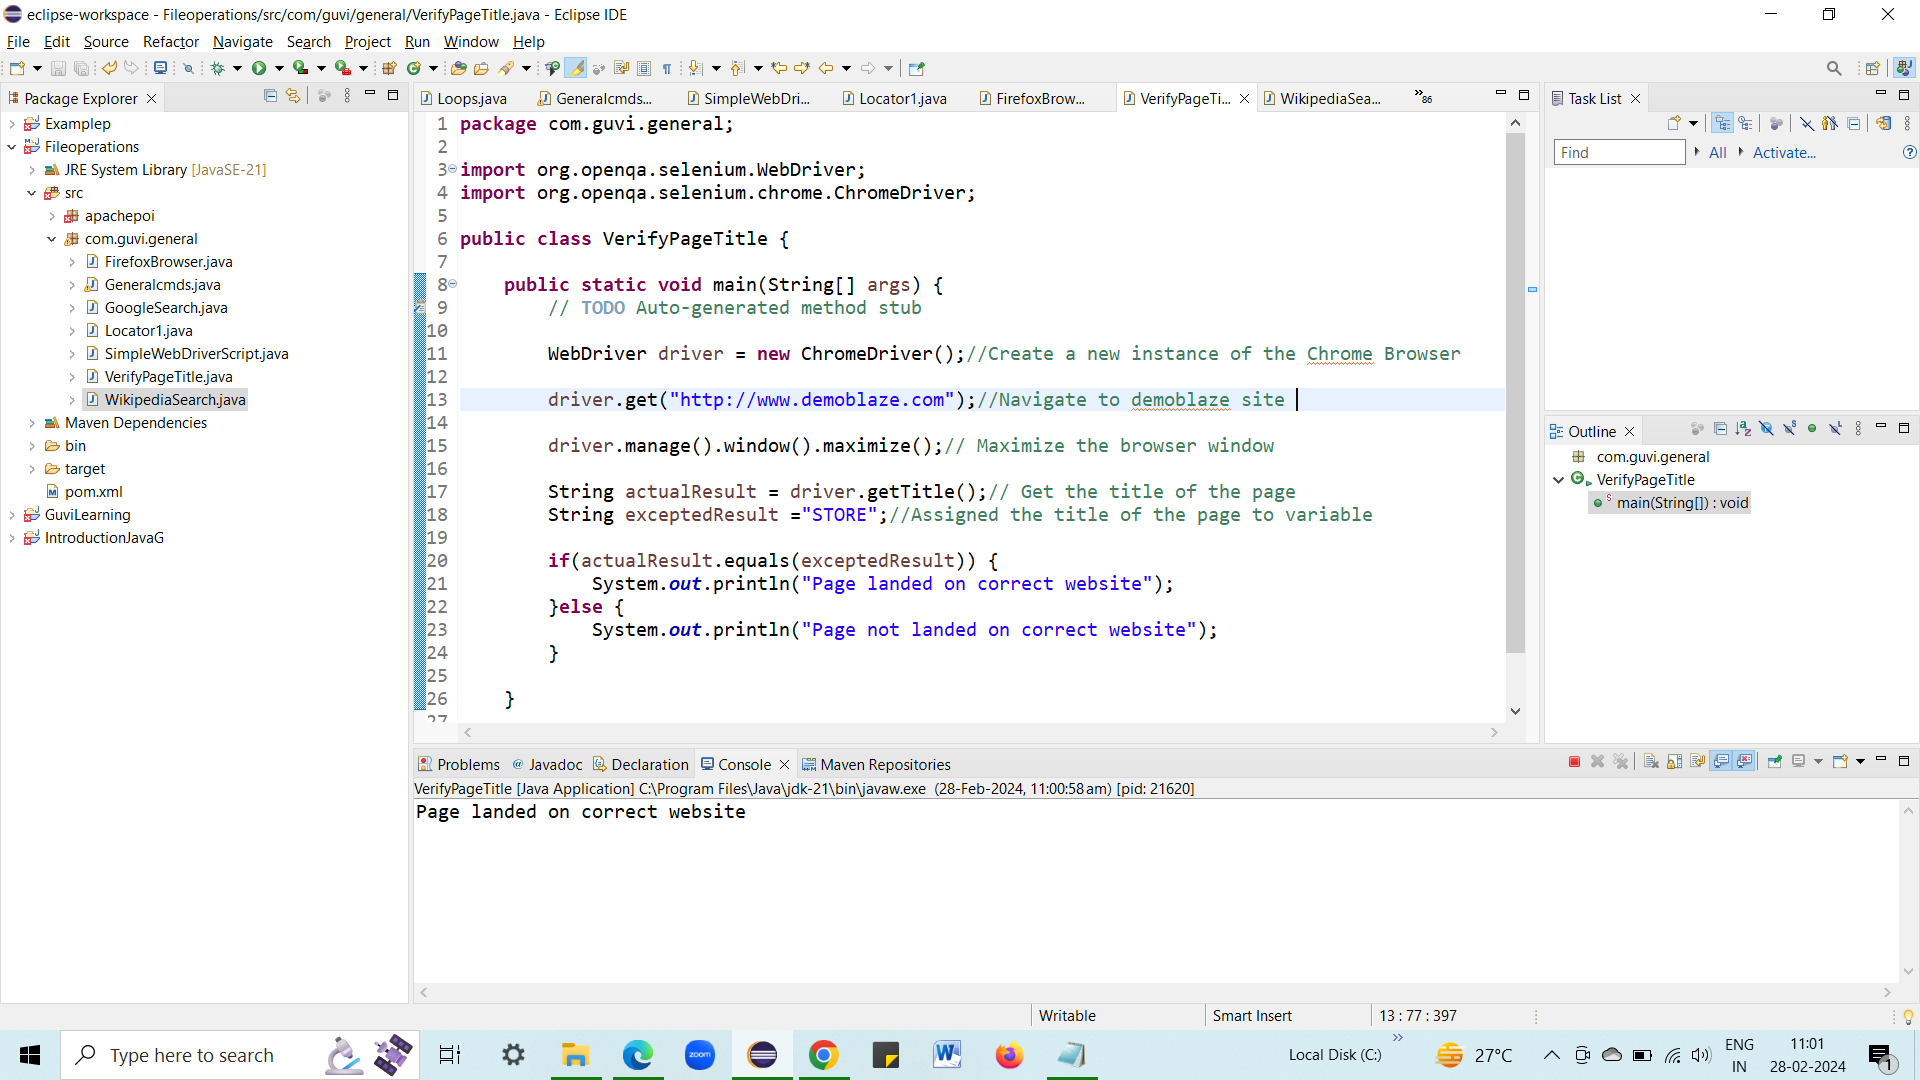 eclipse-workspace - Fileoperations/src/com/guvi/general/VerifyPageTitle.java - Eclipse IDE
File Edit Source Refactor Navigate Search Project Run Window Help
Package Explorer
Examplep
Fileoperations
JRE System Library [JavaSE-21]
src
apachepoi
com.guvi.general
FirefoxBrowser.java
Generalcmds.java
GoogleSearch.java
Locator1.java
SimpleWebDriverScript.java
VerifyPageTitle.java
WikipediaSearch.java
Maven Dependencies
bin
target
pom.xml
GuviLearning
IntroductionJavaG
Loops.java Generalcmds... SimpleWebDri... Locator1.java FirefoxBrow... VerifyPageTi... WikipediaSea... »86
1 package com.guvi.general;
2
3 import org.openqa.selenium.WebDriver;
4 import org.openqa.selenium.chrome.ChromeDriver;
5
6 public class VerifyPageTitle {
7
8 public static void main(String[] args) {
9 // TODO Auto-generated method stub
10
11 WebDriver driver = new ChromeDriver();//Create a new instance of the Chrome Browser
12
13 driver.get("http://www.demoblaze.com");//Navigate to demoblaze site
14
15 driver.manage().window().maximize();// Maximize the browser window
16
17 String actualResult = driver.getTitle();// Get the title of the page
18 String exceptedResult ="STORE";//Assigned the title of the page to variable
19
20 if(actualResult.equals(exceptedResult)) {
21 System.out.println("Page landed on correct website");
22 }else {
23 System.out.println("Page not landed on correct website");
24 }
25
26 }
27
Task List
Find All Activate...
Outline
com.guvi.general
VerifyPageTitle
main(String[]) : void
Problems Javadoc Declaration Console Maven Repositories
VerifyPageTitle [Java Application] C:\Program Files\Java\jdk-21\bin\javaw.exe (28-Feb-2024, 11:00:58 am) [pid: 21620]
Page landed on correct website
Writable Smart Insert 13 : 77 : 397
Type here to search
zoom
Local Disk (C:)
27°C
ENG
IN
11:01
28-02-2024
1